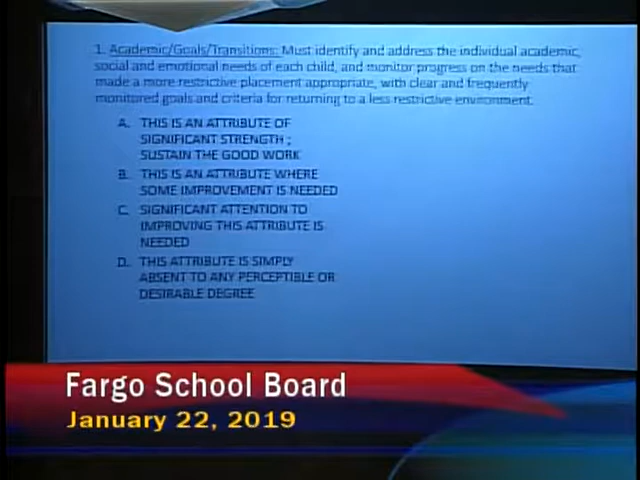 1. Academic/Goals/Transitions: Must identify and address the individual academic,
social and emotional needs of each child, and monitor progress on the needs that
made a more restrictive placement appropriate, with clear and frequently
monitored goals and criteria for returning to a less restrictive environment.
A. THIS IS AN ATTRIBUTE OF
SIGNIFICANT STRENGTH ;
SUSTAIN THE GOOD WORK
B. THIS IS AN ATTRIBUTE WHERE
SOME IMPROVEMENT IS NEEDED
C. SIGNIFICANT ATTENTION TO
IMPROVING THIS ATTRIBUTE IS
NEEDED
D. THIS ATTRIBUTE IS SIMPLY
ABSENT TO ANY PERCEPTIBLE OR
DESIRABLE DEGREE
Fargo School Board
January 22, 2019